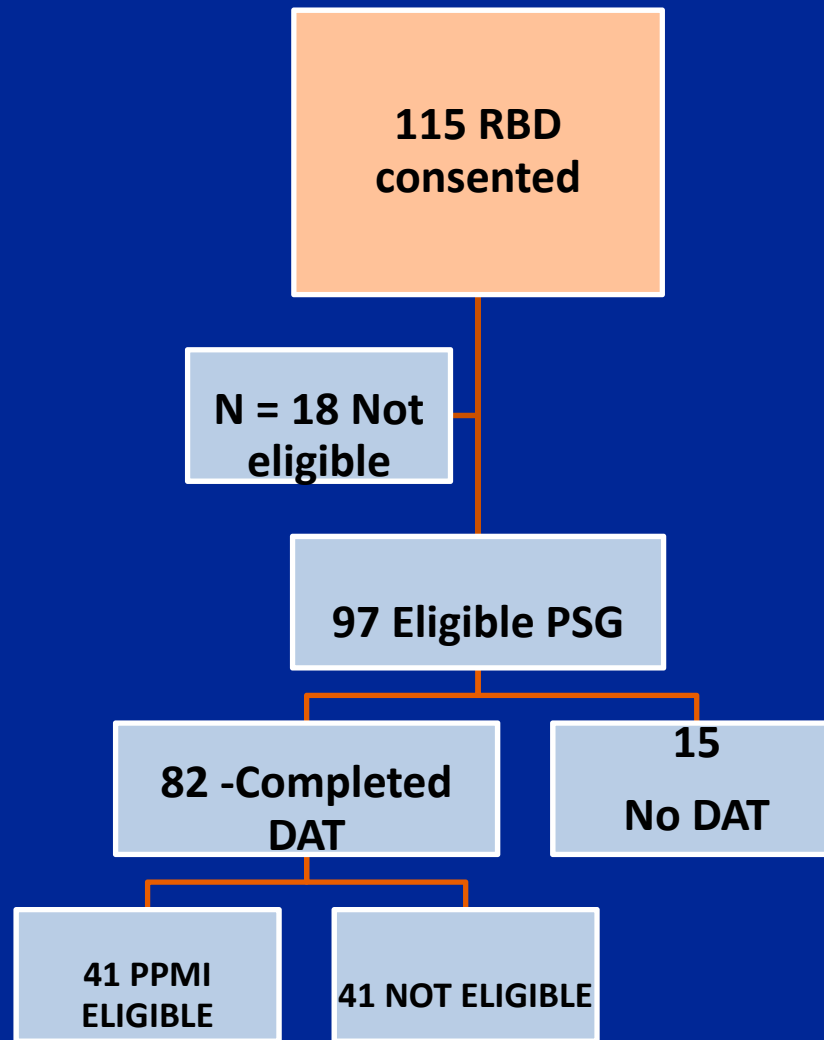 115 RBD
consented
N = 18 Not
eligible
97 Eligible PSG
82 -Completed
DAT
15
No DAT
41 PPMI
ELIGIBLE
41 NOT ELIGIBLE